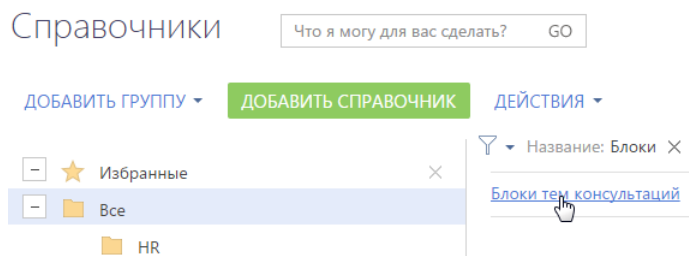 Справочники
Что я могу для вас сделать? GO
ДОБАВИТЬ ГРУППУ ДОБАВИТЬ СПРАВОЧНИК ДЕЙСТВИЯ
Название: Блоки
Избранные
Блоки тем консультаций
Все
HR